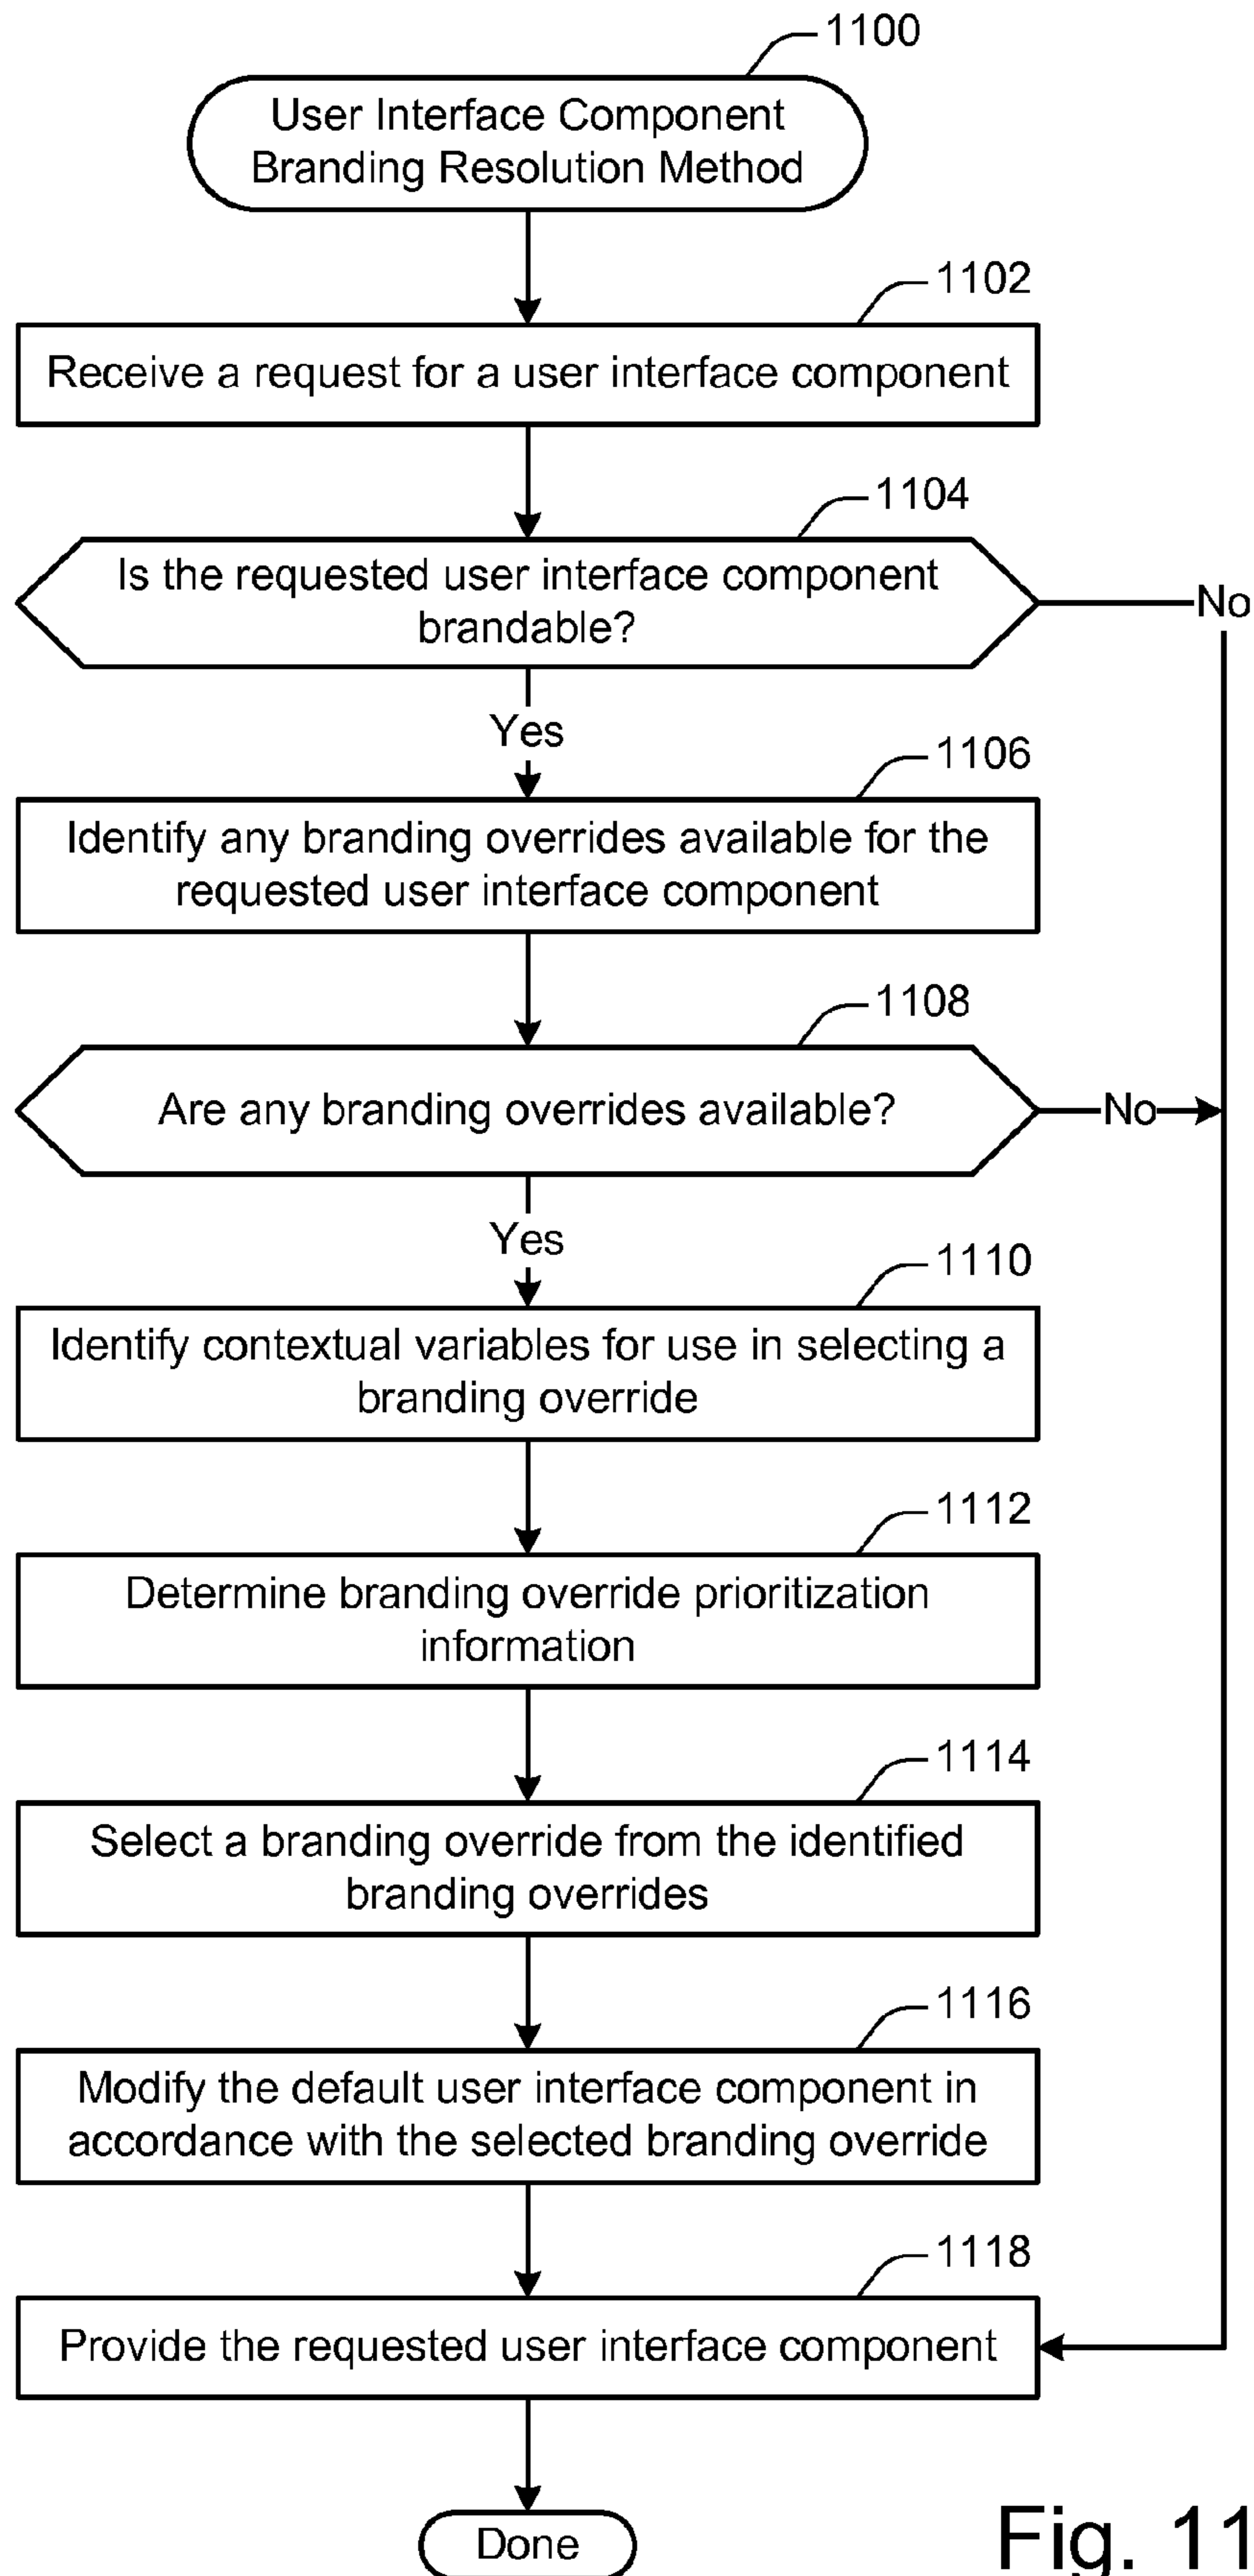 1100
User Interface Component
Branding Resolution Method
1102
Receive a request for a user interface component
1104
Is the requested user interface component
brandable?
No
Yes
1106
Identify any branding overrides available for the
requested user interface component
1108
Are any branding overrides available?
No
Yes
1110
Identify contextual variables for use in selecting a
branding override
1112
Determine branding override prioritization
information
1114
Select a branding override from the identified
branding overrides
1116
Modify the default user interface component in
accordance with the selected branding override
1118
Provide the requested user interface component
Done
Fig. 11